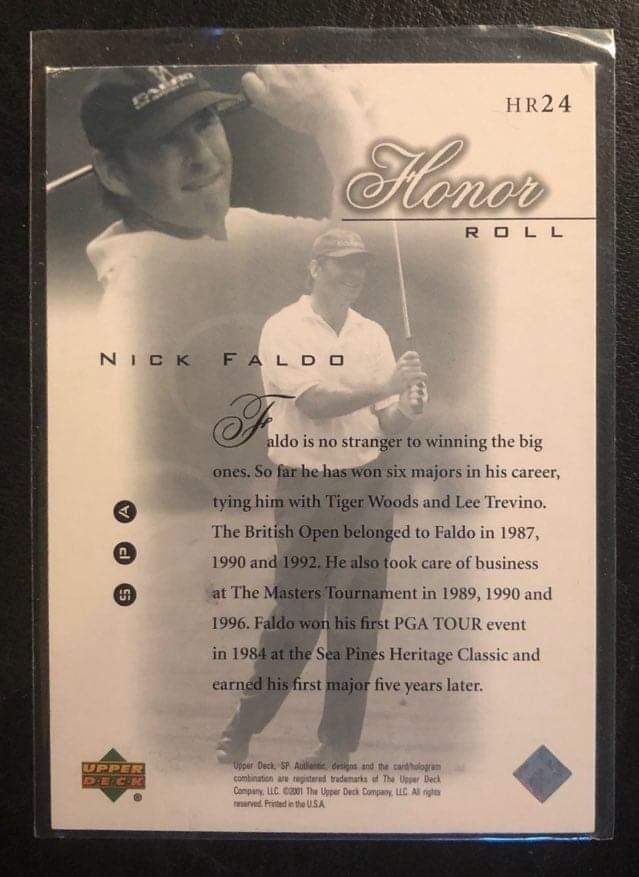 HR24
Honor
ROLL
NICK FALDO
Faldo is no stranger to winning the big
ones. So far he has won six majors in his career,
tying him with Tiger Woods and Lee Trevino.
The British Open belonged to Faldo in 1987,
1990 and 1992. He also took care of business
at The Masters Tournament in 1989, 1990 and
1996. Faldo won his first PGA TOUR event
in 1984 at the Sea Pines Heritage Classic and
earned his first major five years later.
SPA
UPPER
DECK
®
Upper Deck, SP Authentic, designs and the card/hologram
combination are registered trademarks of The Upper Deck
Company, LLC. ©2001 The Upper Deck Company, LLC. All rights
reserved. Printed in the U.S.A.